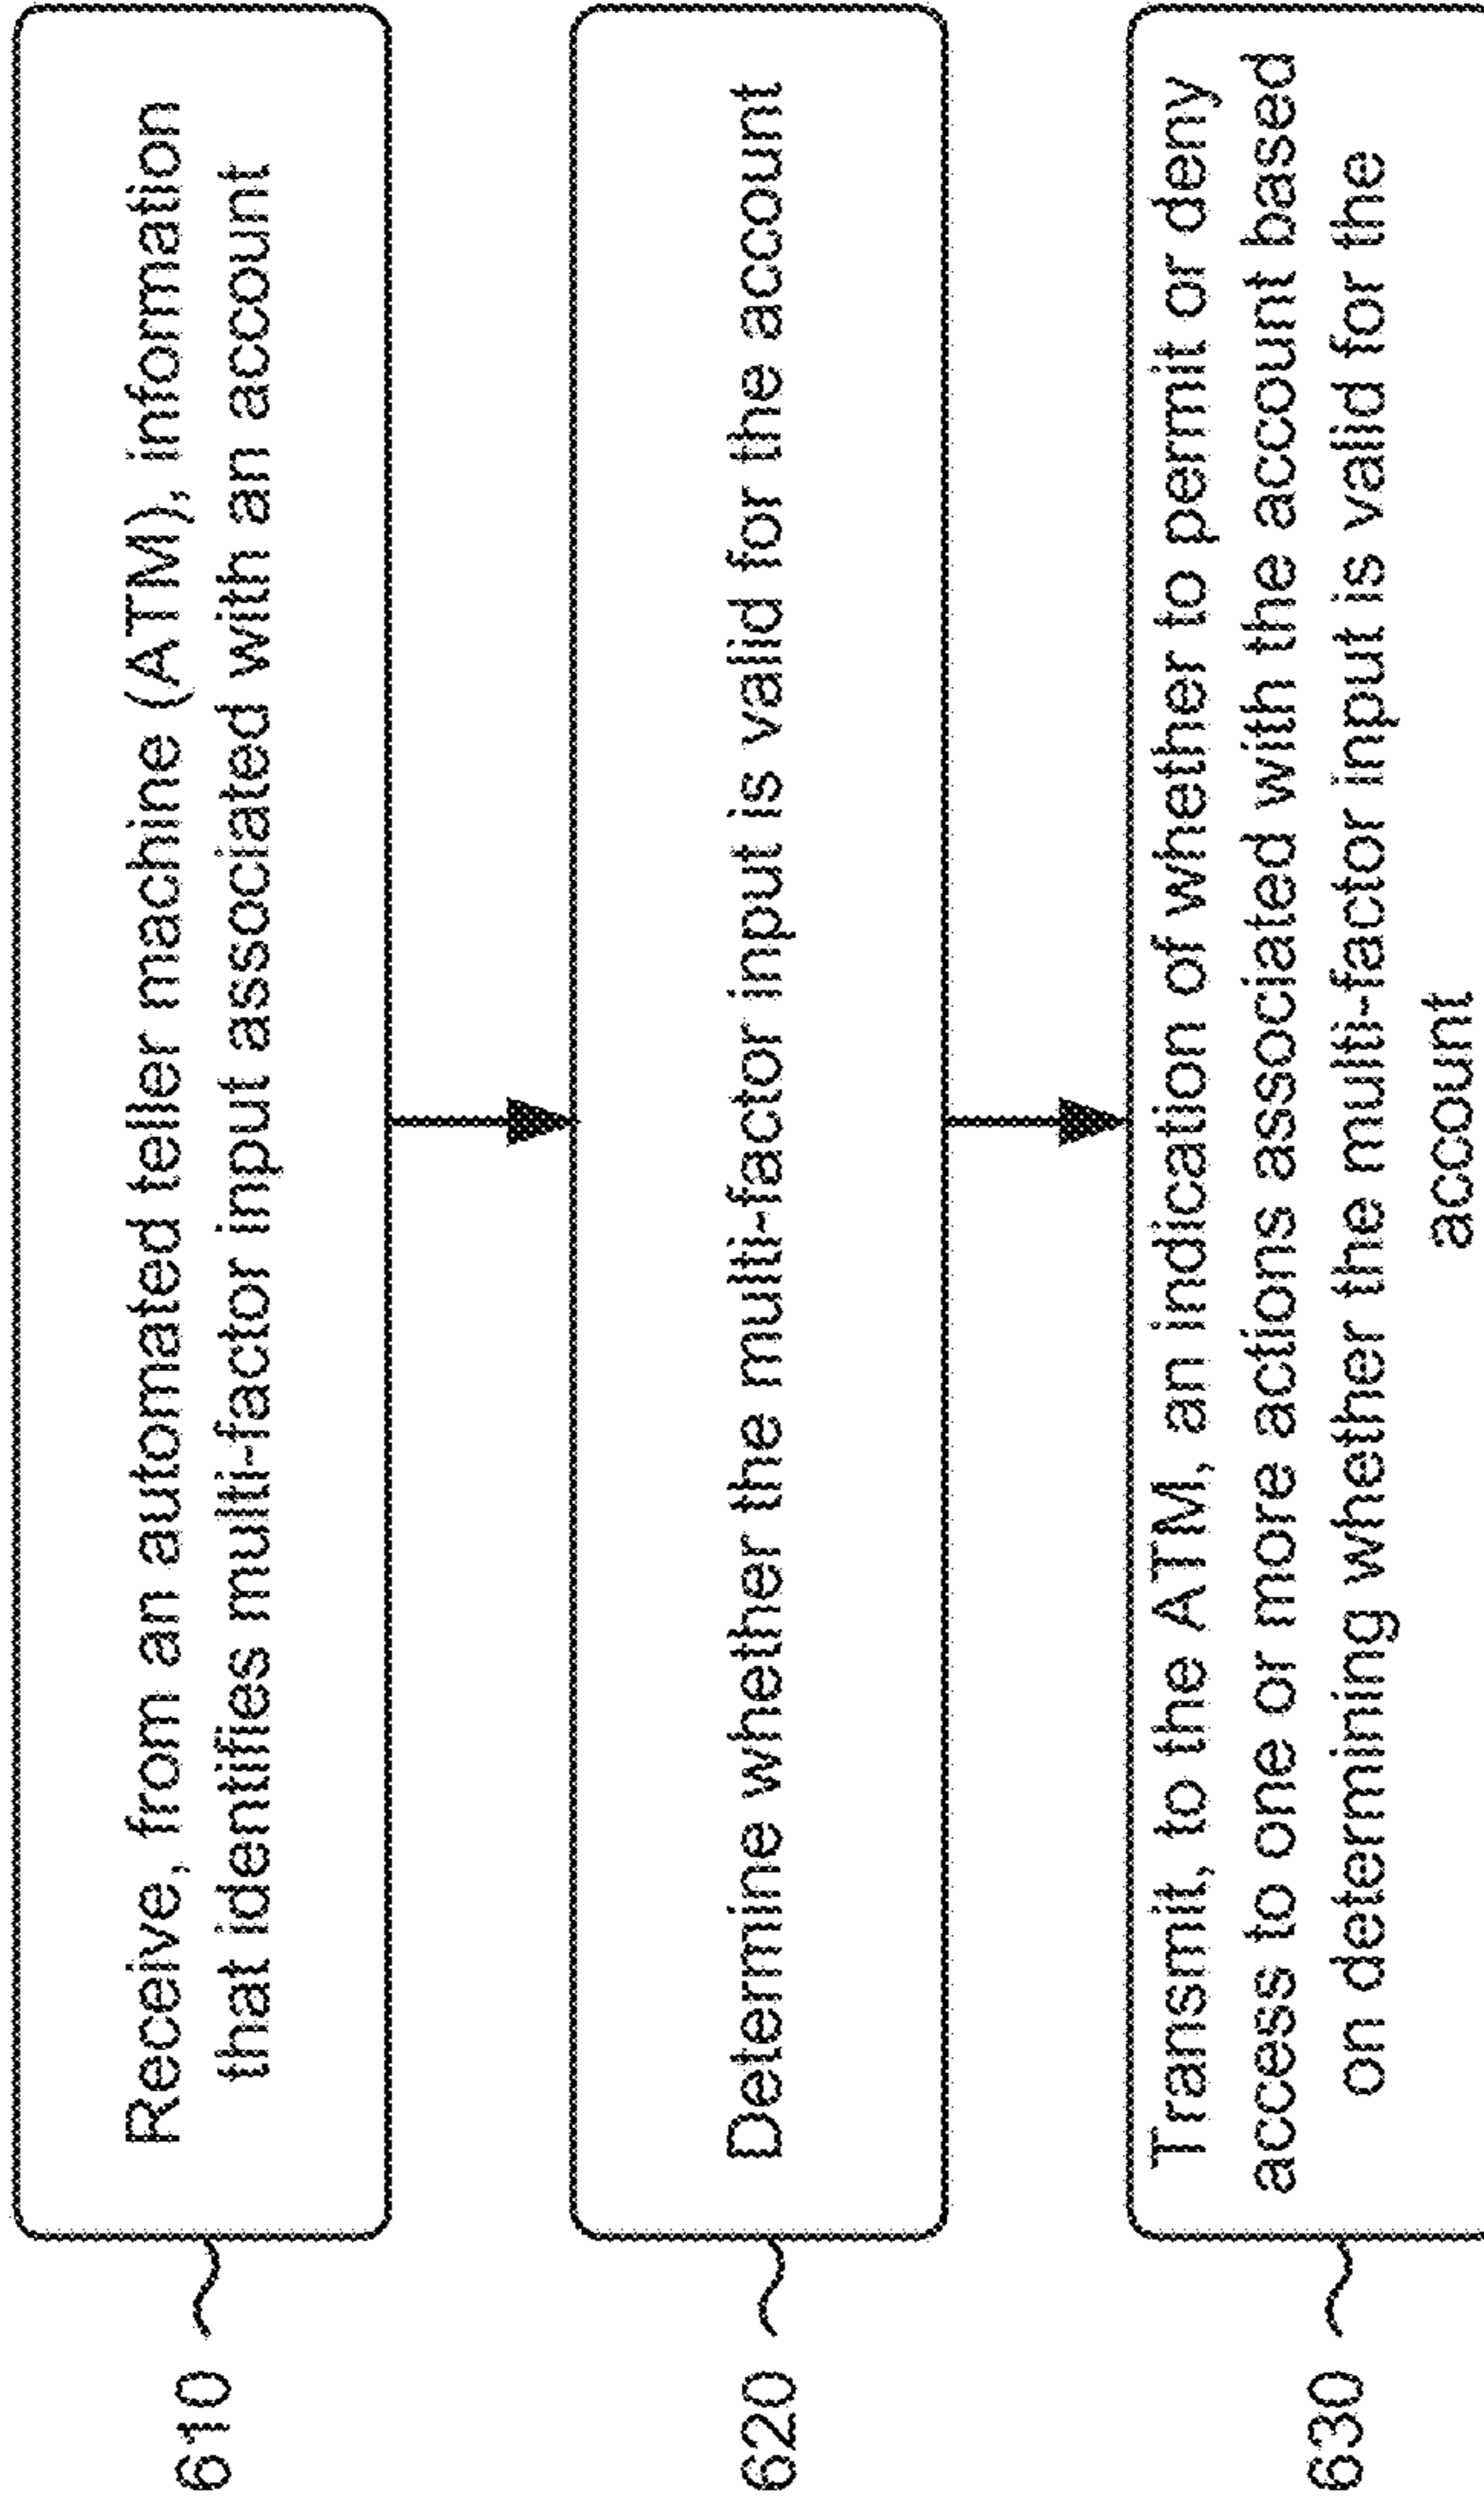 610
Receive, from an automated teller machine (ATM), information
that identifies multi-factor input associated with an account
620
Determine whether the multi-factor input is valid for the account
630
Transmit, to the ATM, an indication of whether to permit or deny
access to one or more actions associated with the account based
on determining whether the multi-factor input is valid for the
account